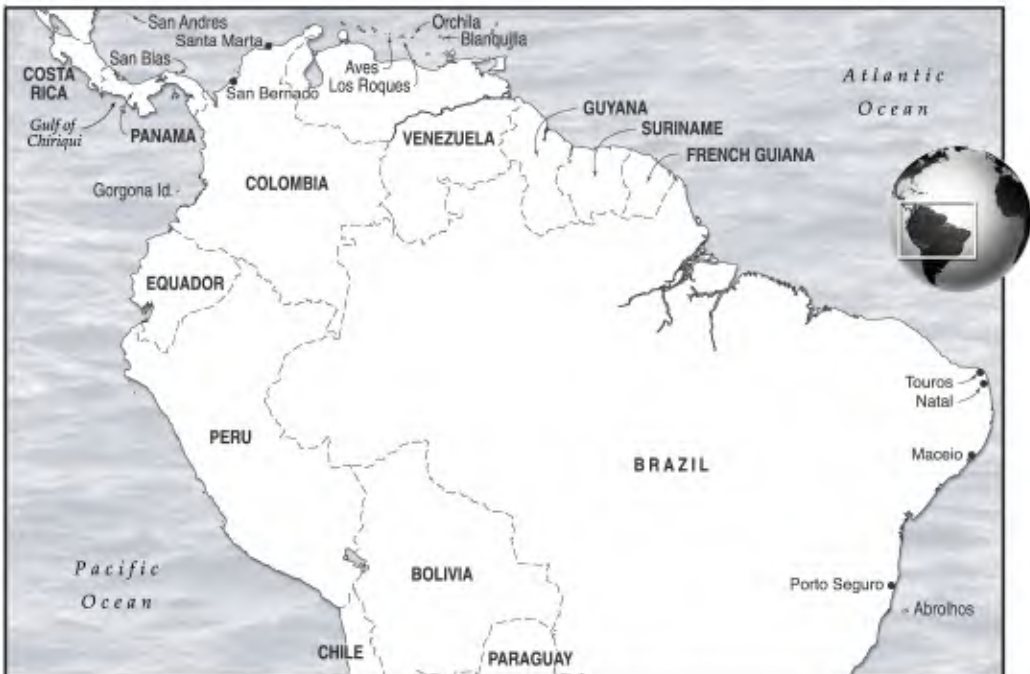 San Andres
Santa Marta
Orchila
Blanquilla
San Blas
COSTA
RICA
Aves
Los Roques
San Bernado
Atlantic
Ocean
Gulf of
Chiriqui
PANAMA
VENEZUELA
GUYANA
SURINAME
FRENCH GUIANA
Gorgona Id.
COLOMBIA
EQUADOR
Touros
Natal
PERU
BRAZIL
Maceio
Pacific
Ocean
BOLIVIA
Porto Seguro
Abrolhos
CHILE
PARAGUAY